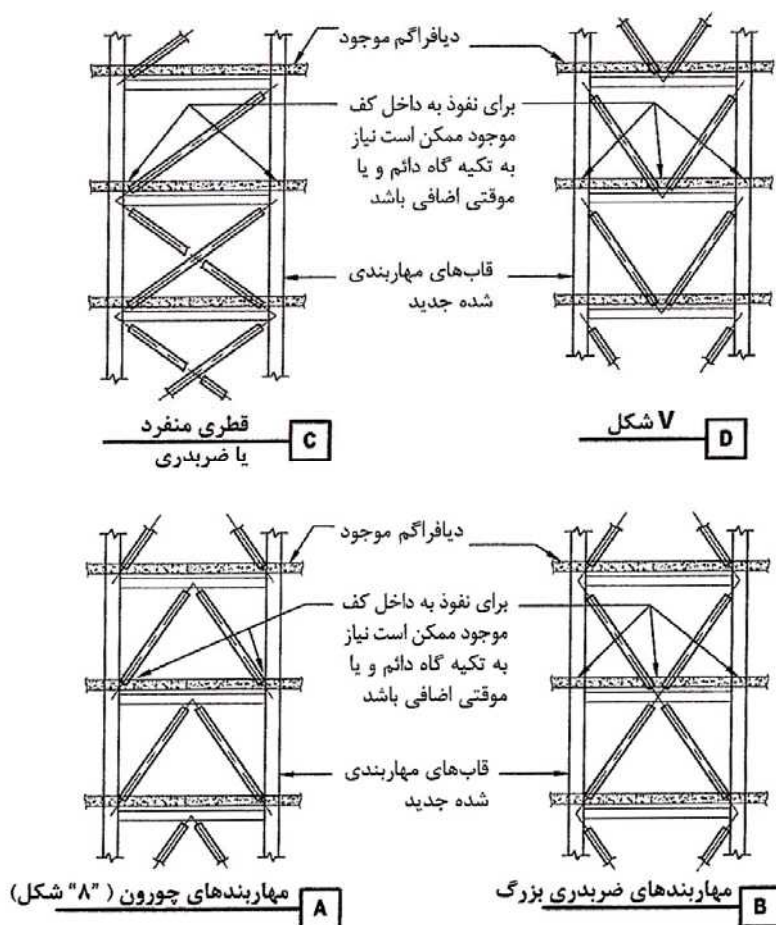 دیافراگم موجود
برای نفوذ به داخل کف
موجود ممکن است نیاز
به تکیه گاه دائم و یا
موقتی اضافی باشد
قاب‌های مهاربندی
شده جدید
V شکل
D
قطری منفرد
یا ضربدری
C
دیافراگم موجود
برای نفوذ به داخل کف
موجود ممکن است نیاز
به تکیه گاه دائم و یا
موقتی اضافی باشد
قاب‌های مهاربندی
شده جدید
مهاربندهای ضربدری بزرگ
B
مهاربندهای چورون ( "۸" شکل)
A